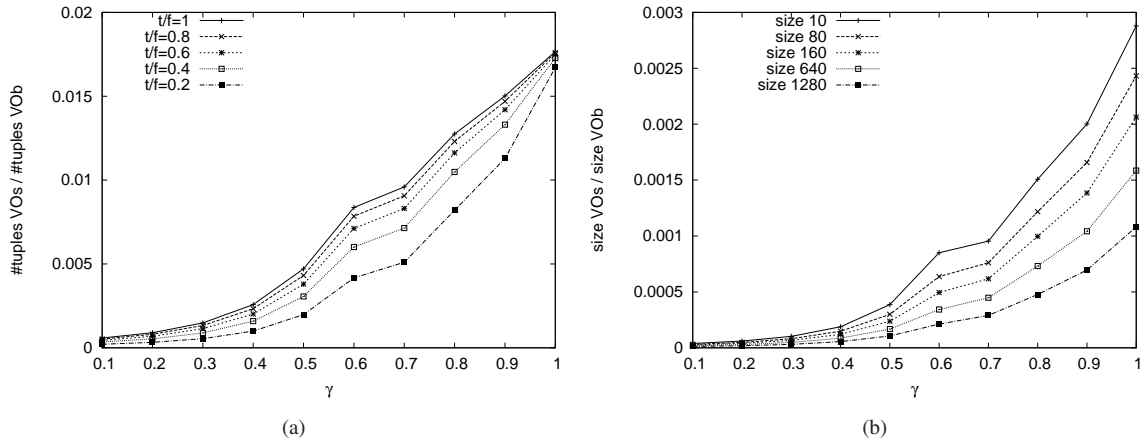 #tuples VOs / #tuples VOb
0.02
0.015
0.01
0.005
0
t/f=1
t/f=0.8
t/f=0.6
t/f=0.4
t/f=0.2
0.1 0.2 0.3 0.4 0.5 0.6 0.7 0.8 0.9 1
γ
(a)
size VOs / size VOb
0.003
0.0025
0.002
0.0015
0.001
0.0005
0
size 10
size 80
size 160
size 640
size 1280
0.1 0.2 0.3 0.4 0.5 0.6 0.7 0.8 0.9 1
γ
(b)